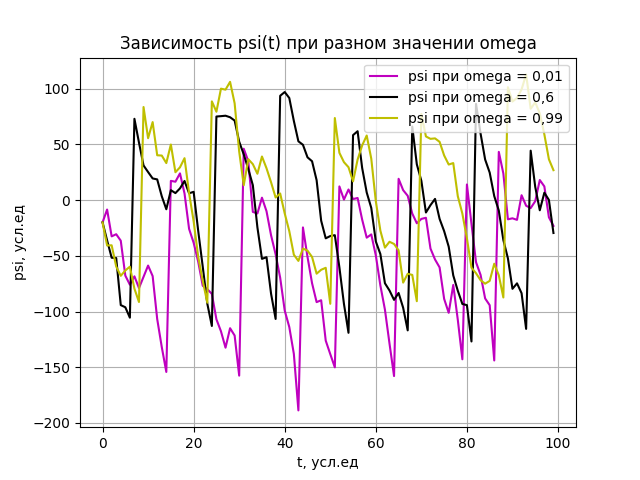 Зависимость psi(t) при разном значении omega
psi при omega = 0,01
psi при omega = 0,6
psi при omega = 0,99
100
50
0
−50
−100
−150
−200
psi, усл.ед
0 20 40 60 80 100
t, усл.ед